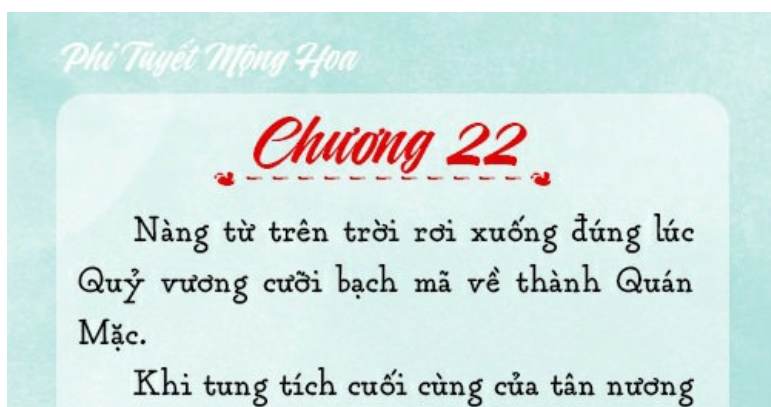 Phi Tuyết Mộng Hoa
Chương 22
Nàng từ trên trời rơi xuống đúng lúc
Quỷ vương cưỡi bạch mã về thành Quán
Mặc.
Khi tung tích cuối cùng của tân nương